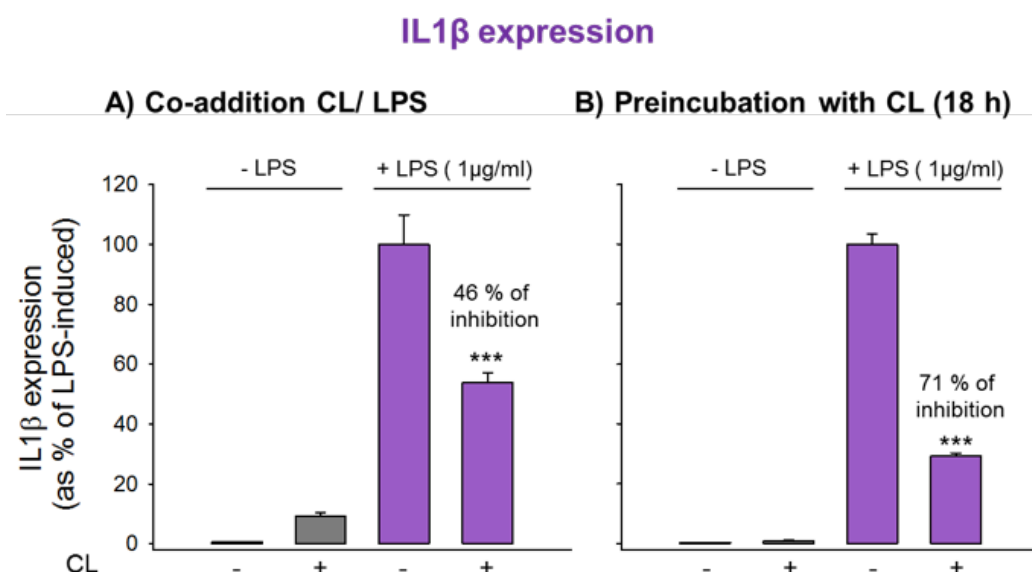 IL1β expression
A) Co-addition CL/ LPS
B) Preincubation with CL (18 h)
- LPS
+ LPS ( 1µg/ml)
- LPS
+ LPS ( 1µg/ml)
IL1β expression
(as % of LPS-induced)
120
100
80
60
40
20
0
46 % of
inhibition
***
71 % of
inhibition
***
CL - + - + - + - +